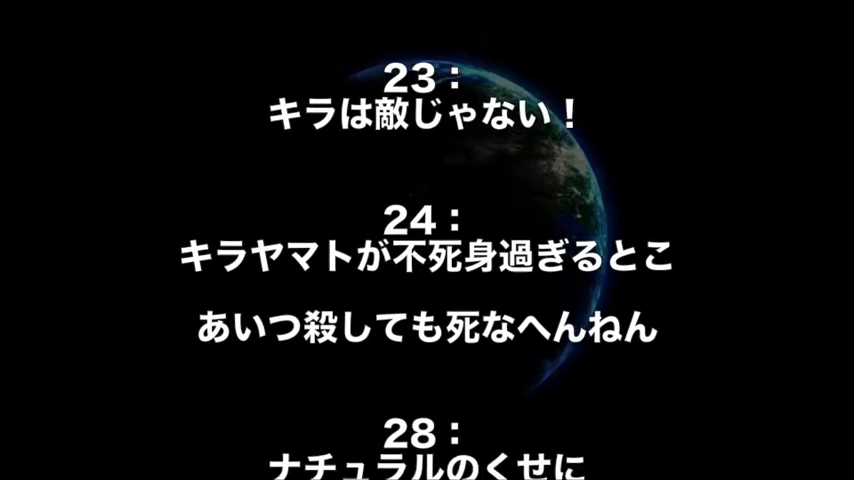 23：
キラは敵じゃない！
24：
キラヤマトが不死身過ぎるとこ
あいつ殺しても死なへんねん
28：
ナチュラルのくせに